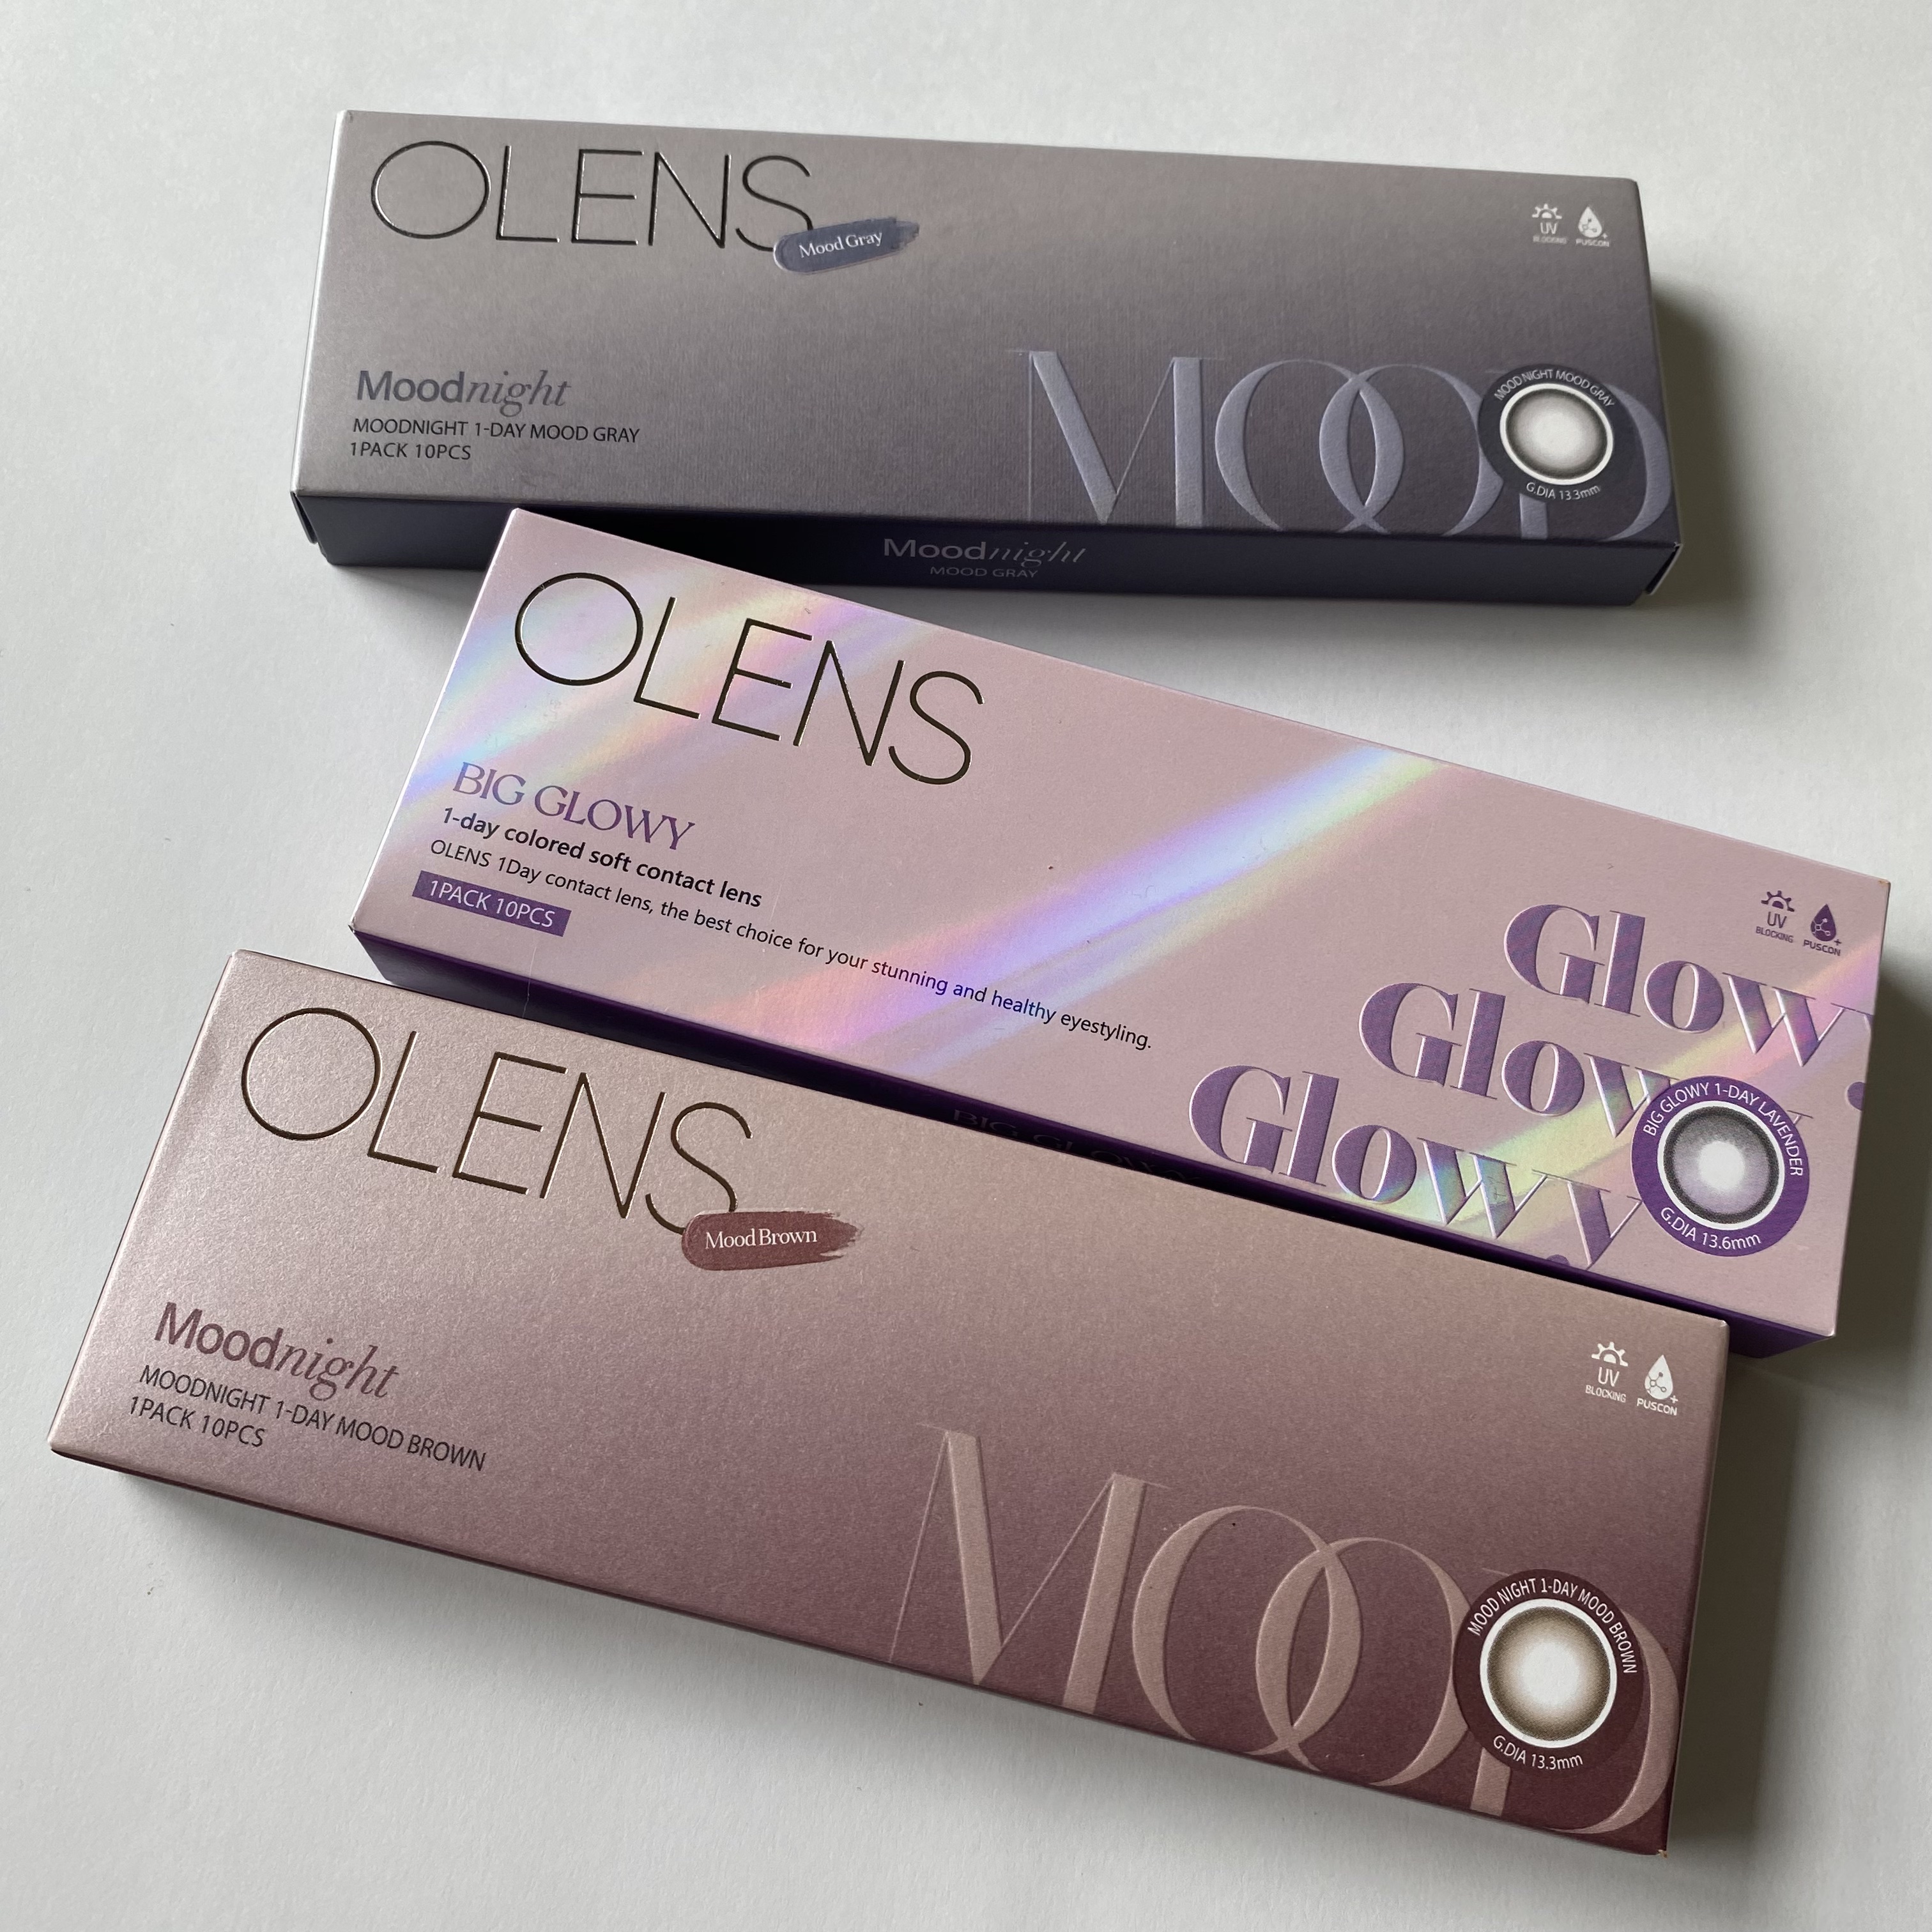 OLENS
Mood Gray
UV
BLOCKING
PUSCON
Moodnight
MOODNIGHT 1-DAY MOOD GRAY
1PACK 10PCS
MOOD
MOOD NIGHT MOOD GRAY
G.DIA 13.3mm
Moodnight
MOOD GRAY
OLENS
BIG GLOWY
1-day colored soft contact lens
OLENS 1Day contact lens, the best choice for your stunning and healthy eyestyling.
1PACK 10PCS
UV
BLOCKING
PUSCON
Glowy
Glowy
Glowy
BIG GLOWY 1-DAY LAVENDER
G.DIA 13.6mm
BIG GLOWY
OLENS
Mood Brown
UV
BLOCKING
PUSCON
Moodnight
MOODNIGHT 1-DAY MOOD BROWN
1PACK 10PCS
MOOD
MOOD NIGHT 1-DAY MOOD BROWN
G.DIA 13.3mm